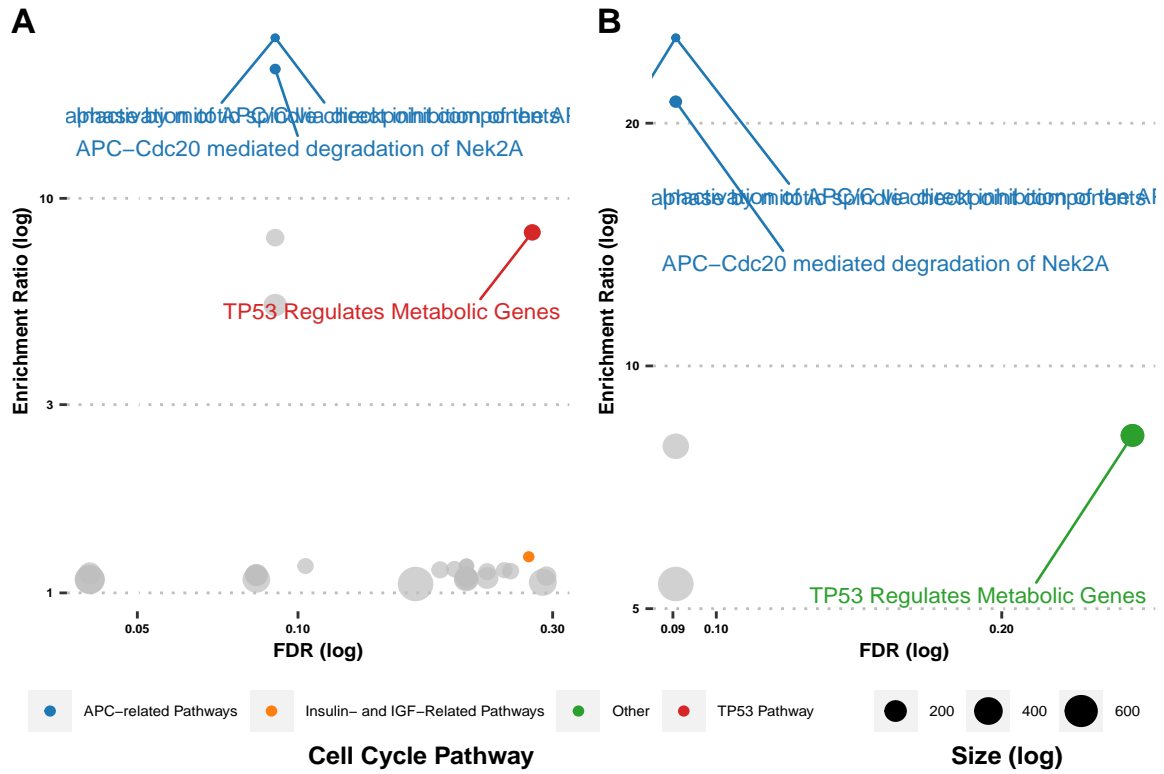 A
B
APC−Cdc20 mediated degradation of Nek2A
TP53 Regulates Metabolic Genes
10
3
1
Enrichment Ratio (log)
0.05
0.10
0.30
FDR (log)
APC−Cdc20 mediated degradation of Nek2A
TP53 Regulates Metabolic Genes
20
10
5
Enrichment Ratio (log)
0.09
0.10
0.20
FDR (log)
APC−related Pathways
Insulin− and IGF−Related Pathways
Other
TP53 Pathway
200
400
600
Cell Cycle Pathway
Size (log)